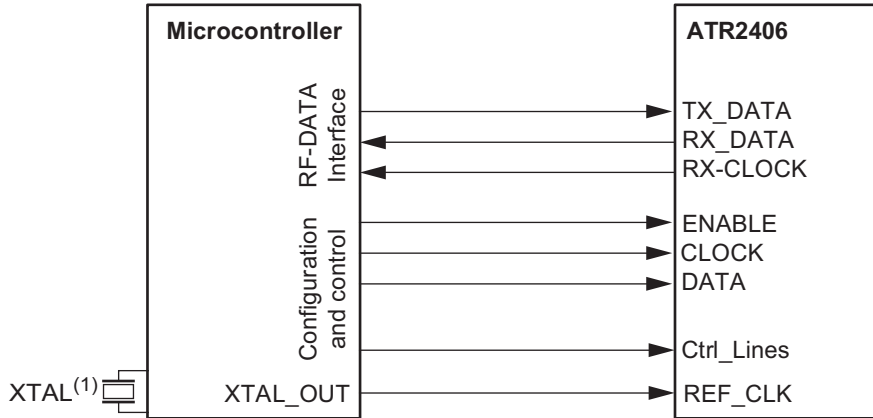 Microcontroller
ATR2406
RF-DATA
Interface
TX_DATA
RX_DATA
RX-CLOCK
Configuration
and control
ENABLE
CLOCK
DATA
Ctrl_Lines
XTAL(1)
XTAL_OUT
REF_CLK